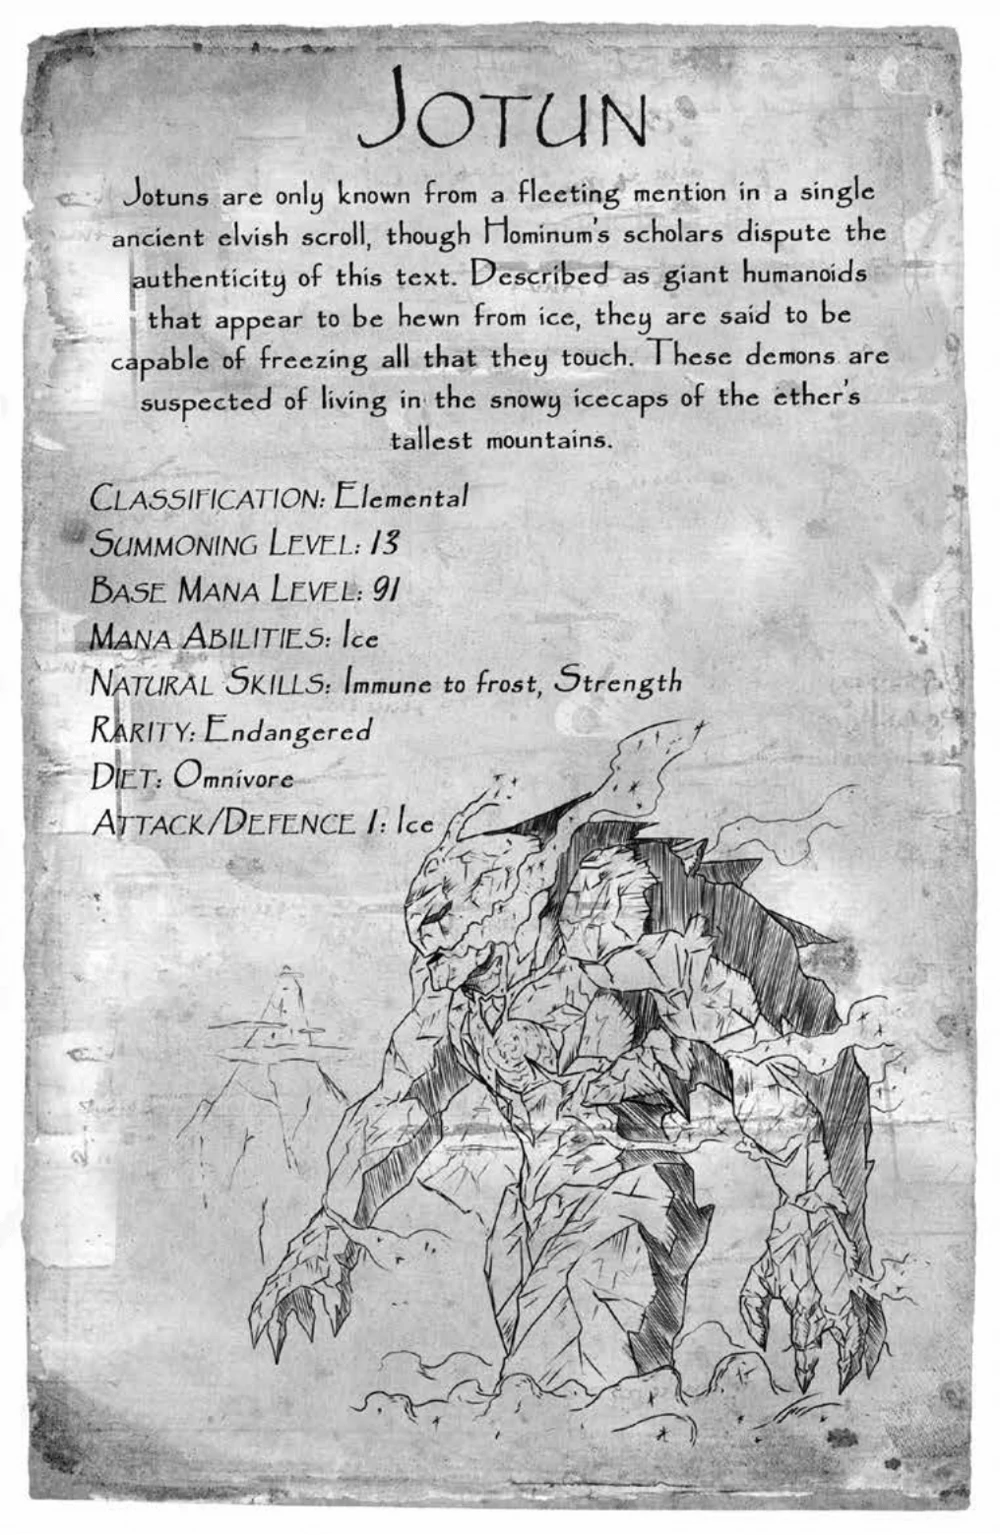 JOTUN
Jotuns are only known from a fleeting mention in a single
ancient elvish scroll, though Hominum's scholars dispute the
authenticity of this text. Described as giant humanoids
that appear to be hewn from ice, they are said to be
capable of freezing all that they touch. These demons are
suspected of living in the snowy icecaps of the ether's
tallest mountains.
CLASSIFICATION: Elemental
SUMMONING LEVEL: 13
BASE MANA LEVEL: 91
MANA ABILITIES: Ice
NATURAL SKILLS: Immune to frost, Strength
RARITY: Endangered
DIET: Omnivore
ATTACK/DEFENCE 1: Ice